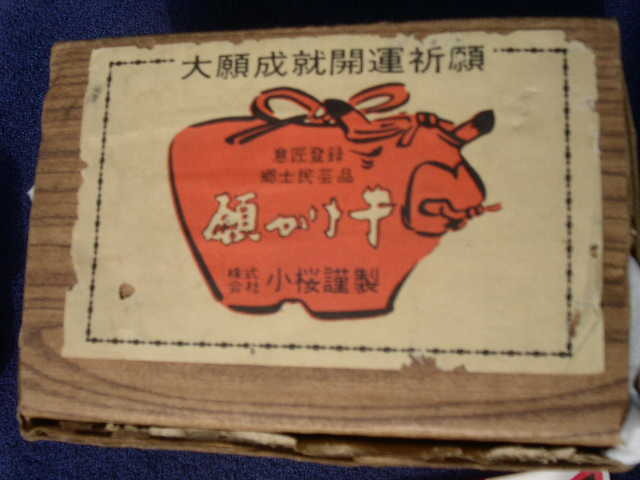 大願成就開運祈願
意匠登録
郷土民芸品
願かけ牛
株式会社 小桜謹製